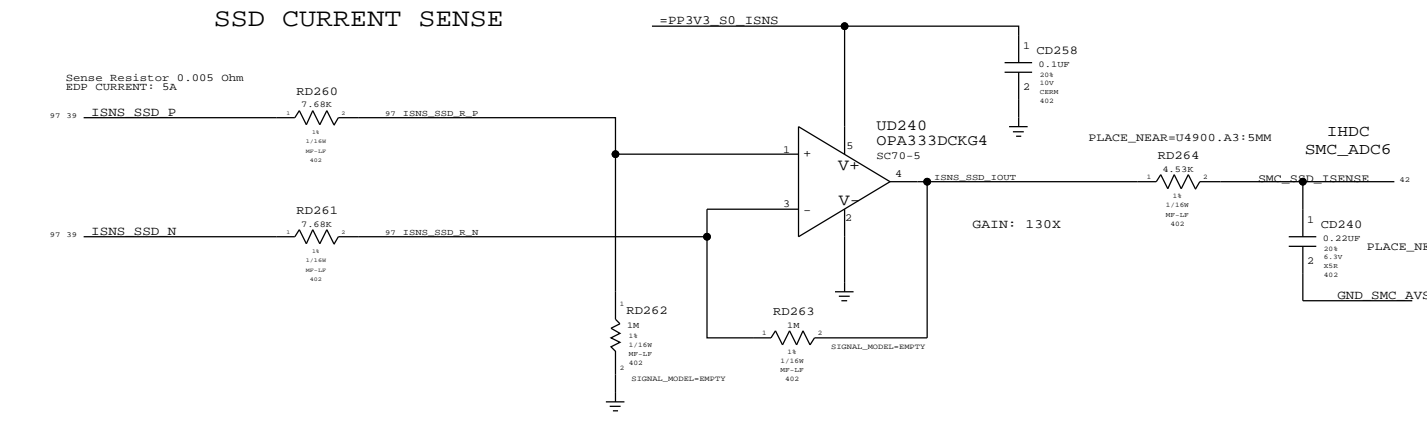 SSD CURRENT SENSE
=PP3V3_S0_ISNS
1
CD258
0.1UF
20%
10V
CERM
402
2
Sense Resistor 0.005 Ohm
EDP CURRENT: 5A
RD260
7.68K
97 39
ISNS_SSD_P
1
2
97
ISNS_SSD_R_P
1%
1/16W
MF-LF
402
UD240
OPA333DCKG4
SC70-5
1
+
5
V+
4
ISNS_SSD_IOUT
3
-
V-
2
GAIN: 130X
PLACE_NEAR=U4900.A3:5MM
RD264
4.53K
1
2
1%
1/16W
MF-LF
402
IHDC
SMC_ADC6
SMC_SSD_ISENSE
42
1
CD240
0.22UF
20%
6.3V
X5R
402
2
PLACE_NE
GND_SMC_AVS
RD261
7.68K
97 39
ISNS_SSD_N
1
2
97
ISNS_SSD_R_N
1%
1/16W
MF-LF
402
1
RD262
1M
1%
1/16W
MF-LF
402
2
SIGNAL_MODEL=EMPTY
RD263
1M
1
2
1%
1/16W
MF-LF
402
SIGNAL_MODEL=EMPTY